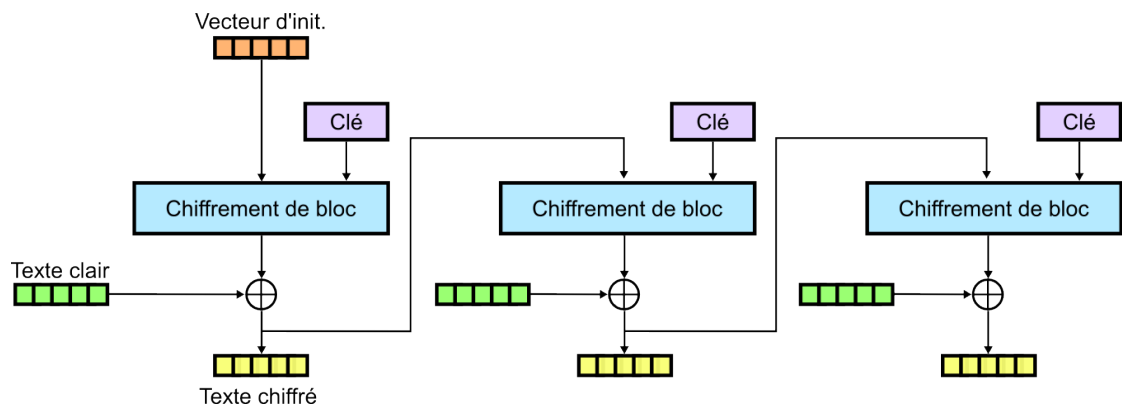 Vecteur d'init.
Clé
Clé
Clé
Chiffrement de bloc
Chiffrement de bloc
Chiffrement de bloc
Texte clair
Texte chiffré